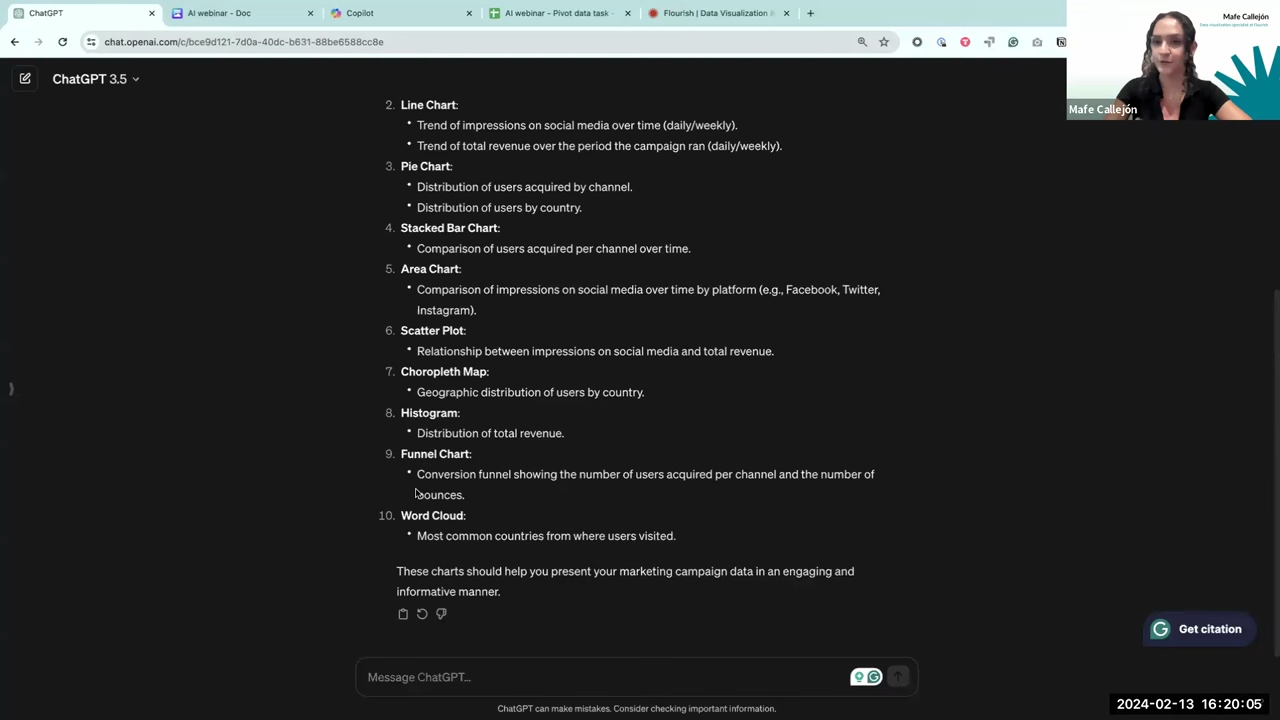 ChatGPT
AI webinar - Doc
Copilot
AI webinar - Pivot data task -
Flourish | Data Visualization &
chat.openai.com/c/bce9d121-7d0a-40dc-b631-88be6588cc8e
Mafe Callejón
Data visualization specialist at Flourish
Mafe Callejón
ChatGPT 3.5
2. Line Chart:
• Trend of impressions on social media over time (daily/weekly).
• Trend of total revenue over the period the campaign ran (daily/weekly).
3. Pie Chart:
• Distribution of users acquired by channel.
• Distribution of users by country.
4. Stacked Bar Chart:
• Comparison of users acquired per channel over time.
5. Area Chart:
• Comparison of impressions on social media over time by platform (e.g., Facebook, Twitter,
Instagram).
6. Scatter Plot:
• Relationship between impressions on social media and total revenue.
7. Choropleth Map:
• Geographic distribution of users by country.
8. Histogram:
• Distribution of total revenue.
9. Funnel Chart:
• Conversion funnel showing the number of users acquired per channel and the number of
bounces.
10. Word Cloud:
• Most common countries from where users visited.
These charts should help you present your marketing campaign data in an engaging and
informative manner.
Get citation
Message ChatGPT...
ChatGPT can make mistakes. Consider checking important information.
2024-02-13 16:20:05